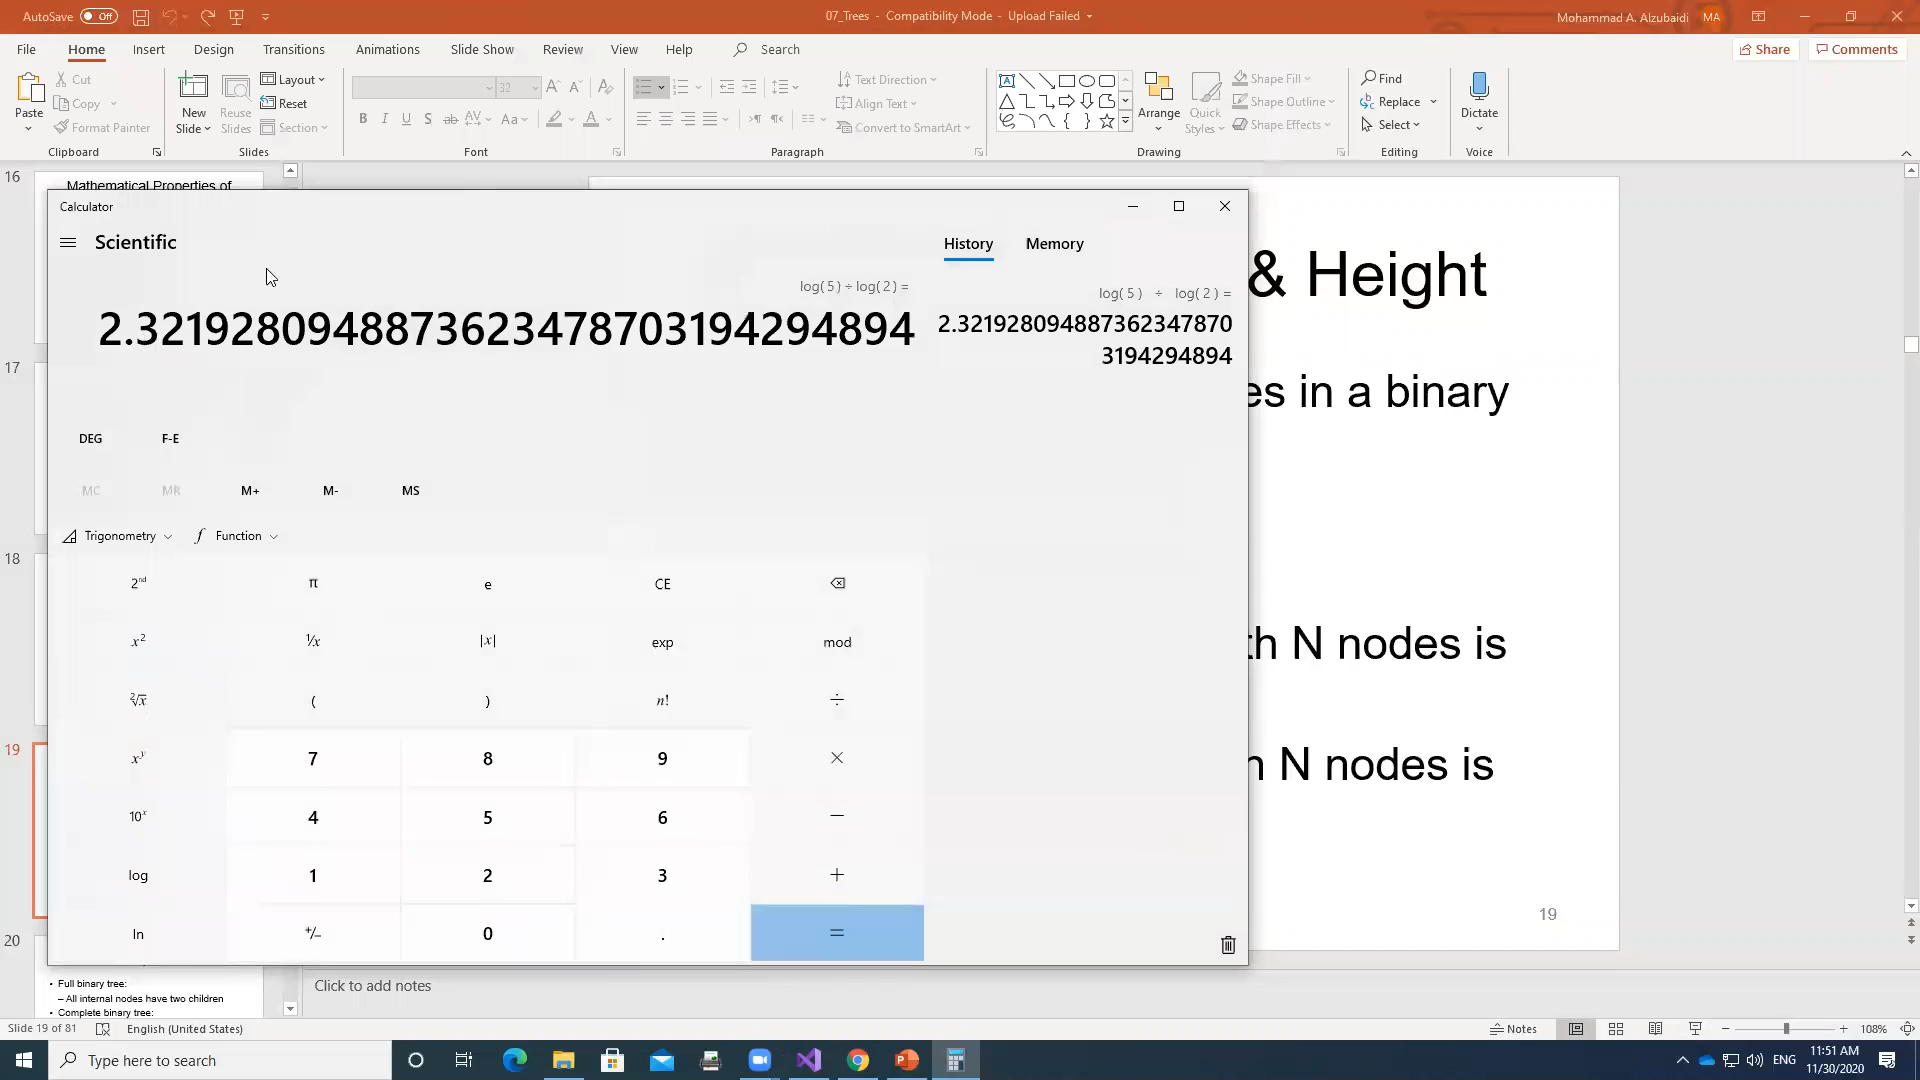 AutoSave Off
07_Trees - Compatibility Mode - Upload Failed
Mohammad A. Alzubaidi MA
File Home Insert Design Transitions Animations Slide Show Review View Help Search
Share Comments
Paste
Cut
Copy
Format Painter
Clipboard
New Slide
Reuse Slides
Layout
Reset
Section
Slides
32
B I U S ab AV Aa A
Font
Text Direction
Align Text
Convert to SmartArt
Paragraph
Arrange
Quick Styles
Shape Fill
Shape Outline
Shape Effects
Drawing
Find
Replace
Select
Editing
Dictate
Voice
16
Mathematical Properties of
17
18
19
20
Calculator
Scientific
History Memory
log( 5 ) ÷ log( 2 ) =
2.3219280948873623478703194294894
log( 5 ) ÷ log( 2 ) =
2.321928094887362347870
3194294894
DEG F-E
MC MR M+ M- MS
Trigonometry Function
2nd π e CE
x2 1/x |x| exp mod
2√x ( ) n! ÷
xy 7 8 9 ×
10x 4 5 6 −
log 1 2 3 +
ln +/− 0 . =
& Height
es in a binary
th N nodes is
n N nodes is
19
• Full binary tree:
– All internal nodes have two children
• Complete binary tree:
Click to add notes
Slide 19 of 81 English (United States)
Notes 108%
Type here to search
ENG
11:51 AM
11/30/2020